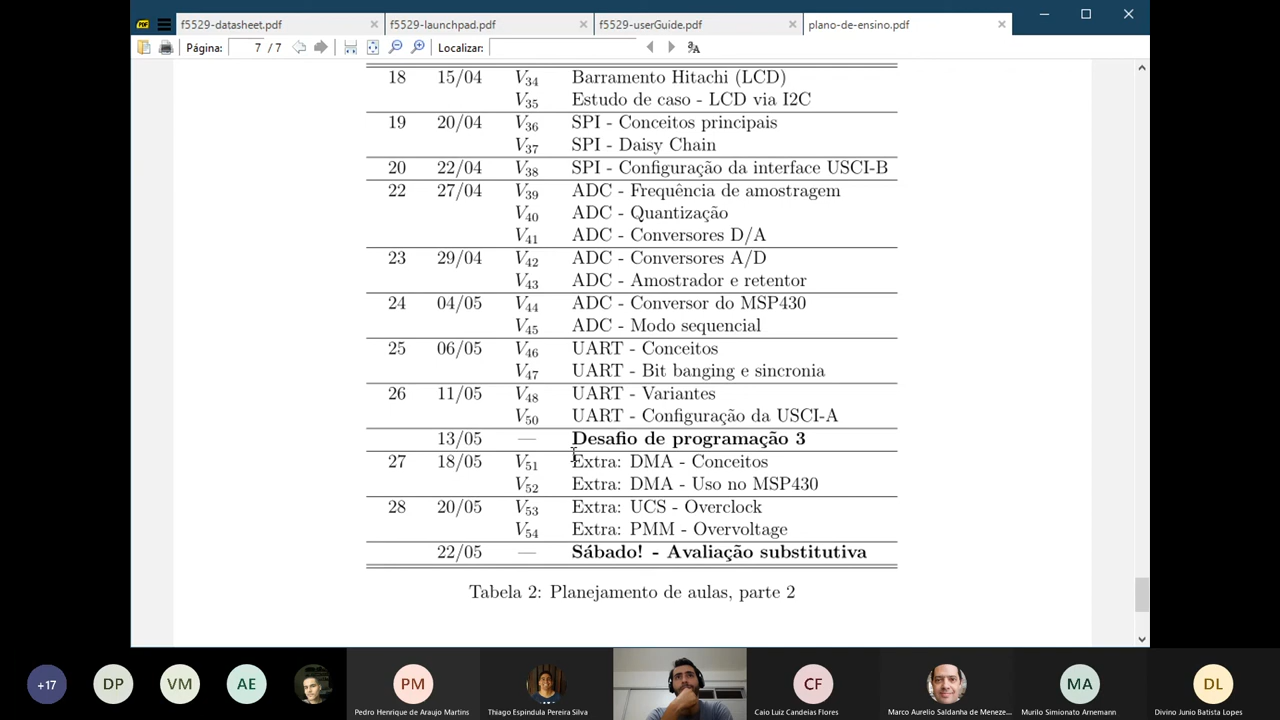 f5529-datasheet.pdf f5529-launchpad.pdf f5529-userGuide.pdf plano-de-ensino.pdf
Página: 7 / 7 Localizar:
18 15/04 V34 Barramento Hitachi (LCD)
V35 Estudo de caso - LCD via I2C
19 20/04 V36 SPI - Conceitos principais
V37 SPI - Daisy Chain
20 22/04 V38 SPI - Configuração da interface USCI-B
22 27/04 V39 ADC - Frequência de amostragem
V40 ADC - Quantização
V41 ADC - Conversores D/A
23 29/04 V42 ADC - Conversores A/D
V43 ADC - Amostrador e retentor
24 04/05 V44 ADC - Conversor do MSP430
V45 ADC - Modo sequencial
25 06/05 V46 UART - Conceitos
V47 UART - Bit banging e sincronia
26 11/05 V48 UART - Variantes
V50 UART - Configuração da USCI-A
13/05 — Desafio de programação 3
27 18/05 V51 Extra: DMA - Conceitos
V52 Extra: DMA - Uso no MSP430
28 20/05 V53 Extra: UCS - Overclock
V54 Extra: PMM - Overvoltage
22/05 — Sábado! - Avaliação substitutiva
Tabela 2: Planejamento de aulas, parte 2
+17 DP VM AE PM CF MA DL
Pedro Henrique de Araujo Martins Thiago Espindula Pereira Silva Caio Luiz Candeias Flores Marco Aurelio Saldanha de Meneze... Murilo Simionato Arnemann Divino Junio Batista Lopes